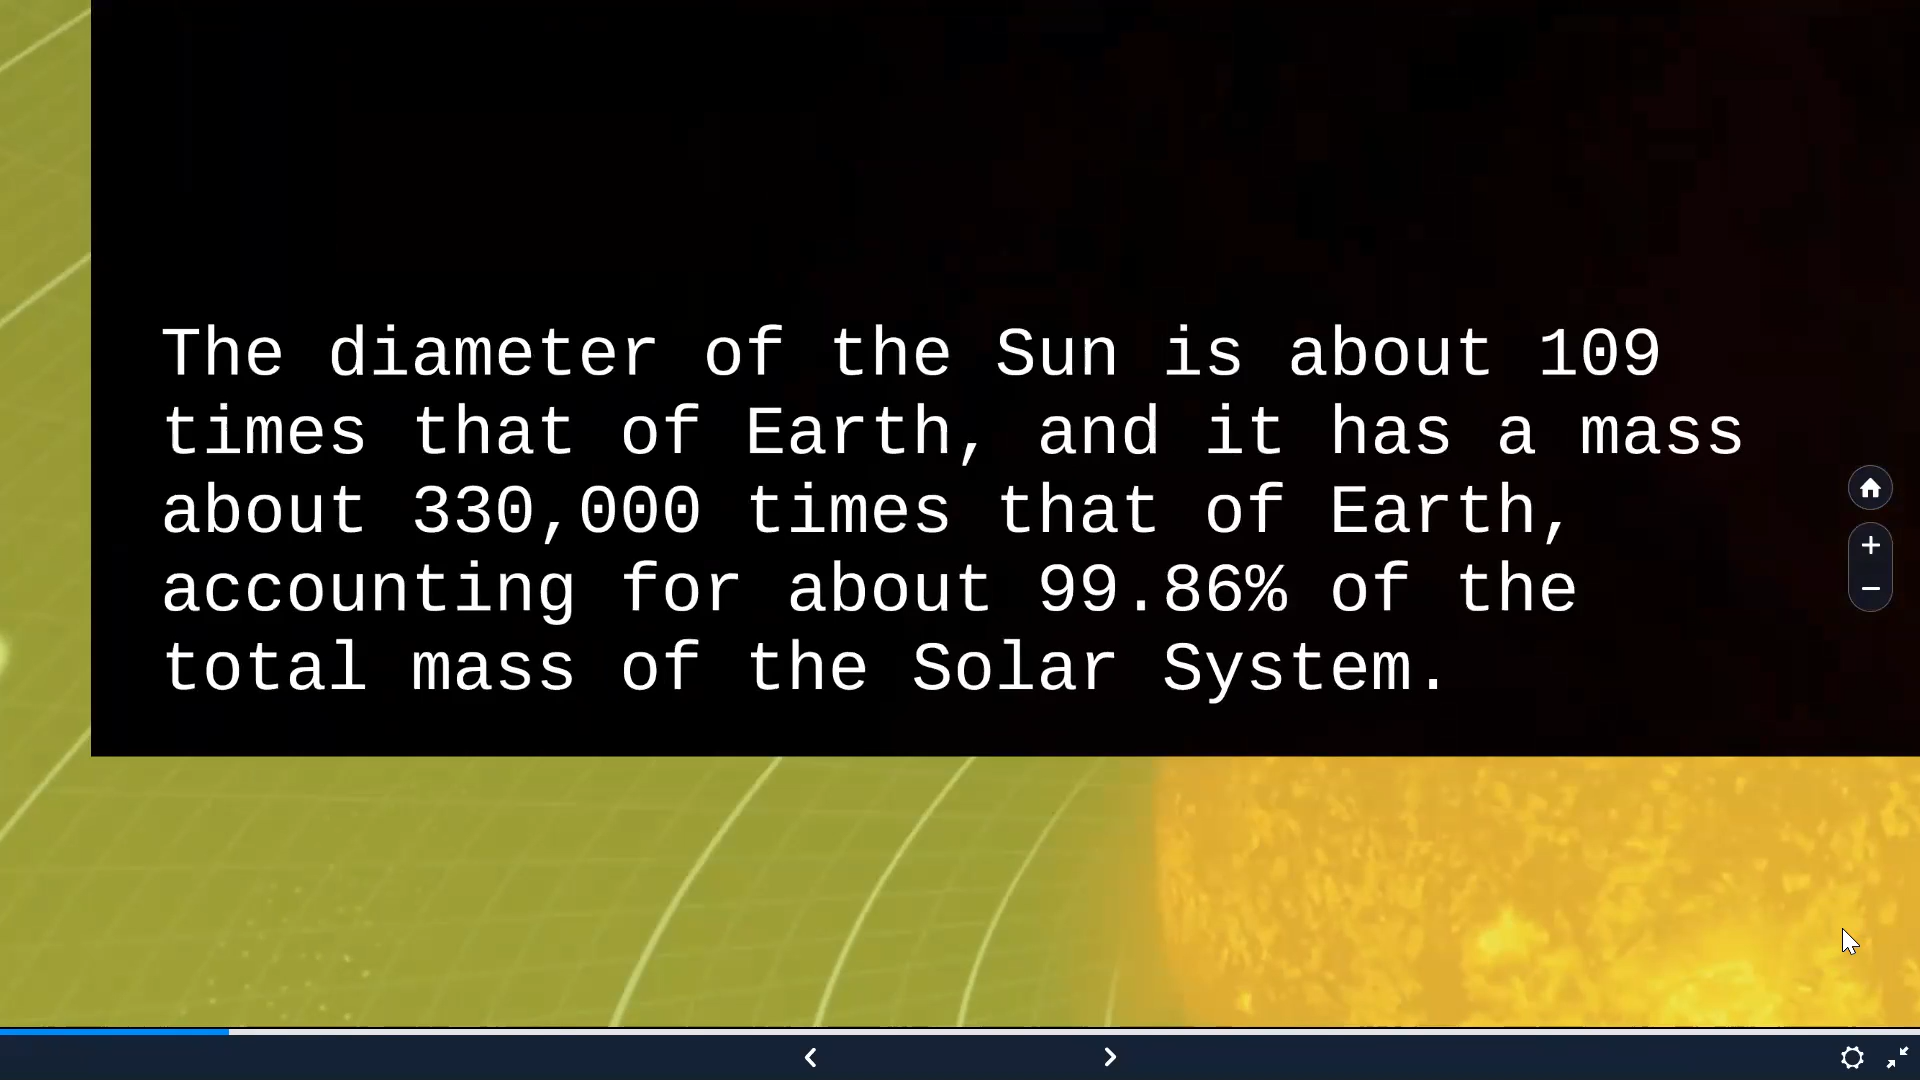 The diameter of the Sun is about 109
times that of Earth, and it has a mass
about 330,000 times that of Earth,
accounting for about 99.86% of the
total mass of the Solar System.